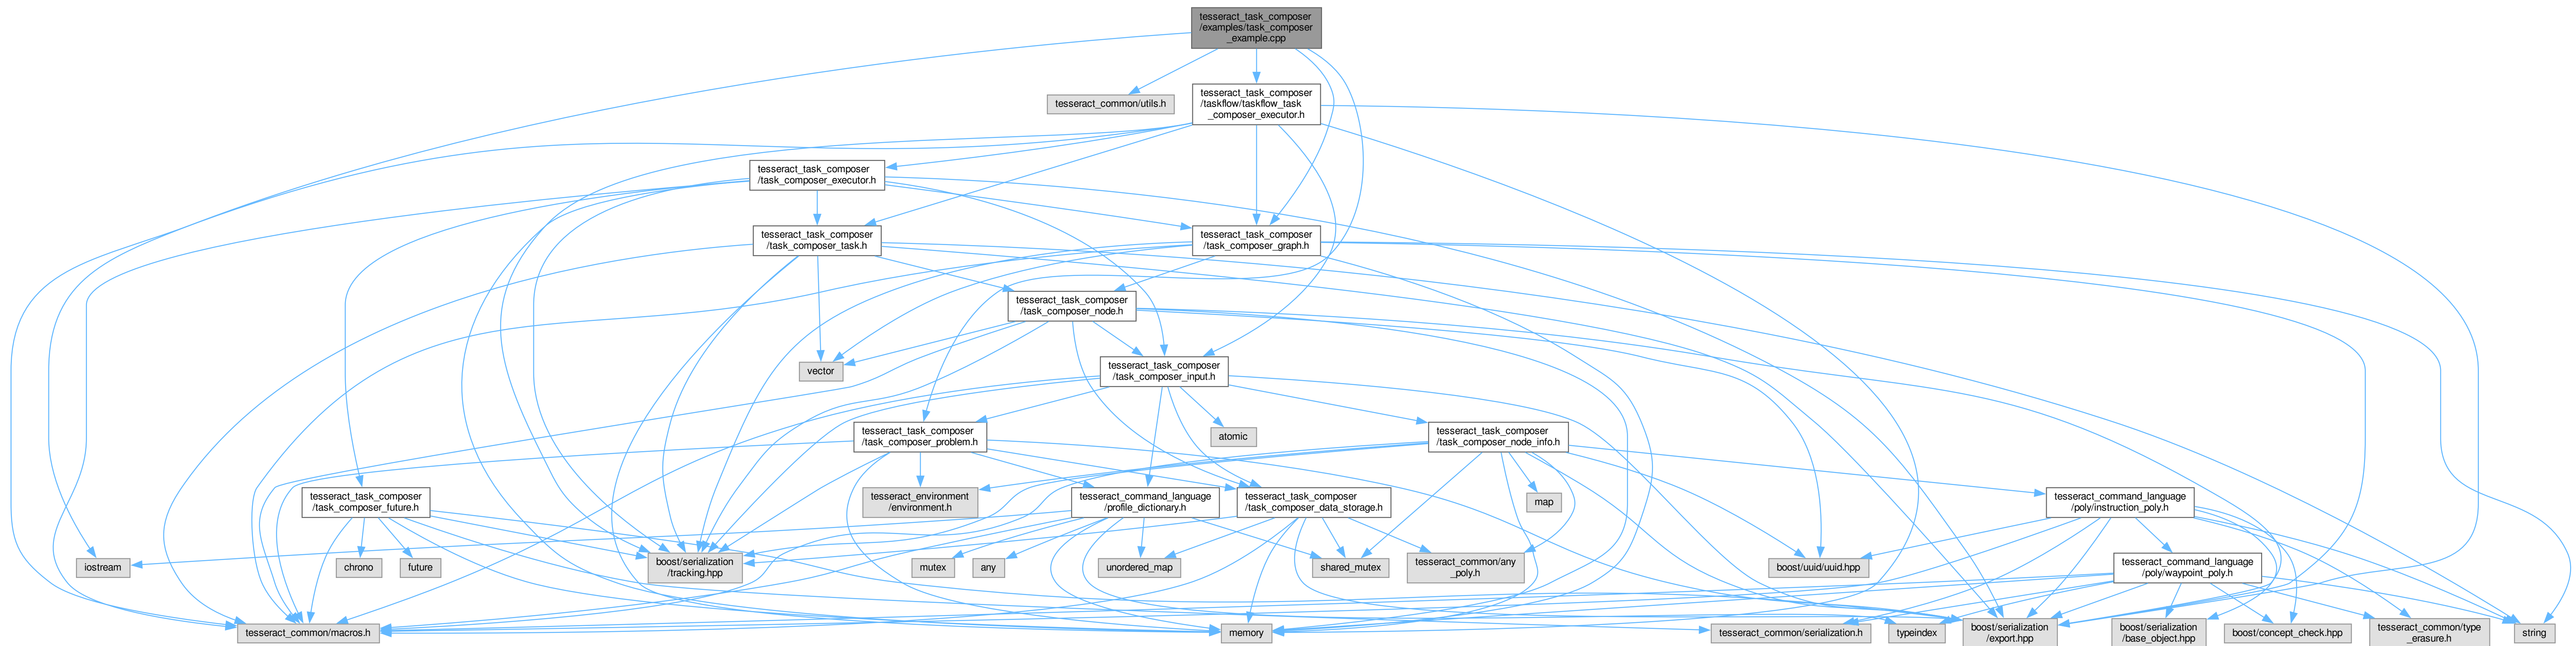 tesseract_task_composer
/examples/task_composer
_example.cpp
tesseract_common/utils.h
tesseract_task_composer
/taskflow/taskflow_task
_composer_executor.h
tesseract_task_composer
/task_composer_executor.h
tesseract_task_composer
/task_composer_task.h
tesseract_task_composer
/task_composer_graph.h
tesseract_task_composer
/task_composer_node.h
vector
tesseract_task_composer
/task_composer_input.h
tesseract_task_composer
/task_composer_problem.h
atomic
tesseract_task_composer
/task_composer_node_info.h
tesseract_task_composer
/task_composer_future.h
tesseract_environment
/environment.h
tesseract_command_language
/profile_dictionary.h
tesseract_task_composer
/task_composer_data_storage.h
map
tesseract_command_language
/poly/instruction_poly.h
iostream
chrono
future
boost/serialization
/tracking.hpp
mutex
any
unordered_map
shared_mutex
tesseract_common/any
_poly.h
boost/uuid/uuid.hpp
tesseract_command_language
/poly/waypoint_poly.h
tesseract_common/macros.h
memory
tesseract_common/serialization.h
typeindex
boost/serialization
/export.hpp
boost/serialization
/base_object.hpp
boost/concept_check.hpp
tesseract_common/type
_erasure.h
string